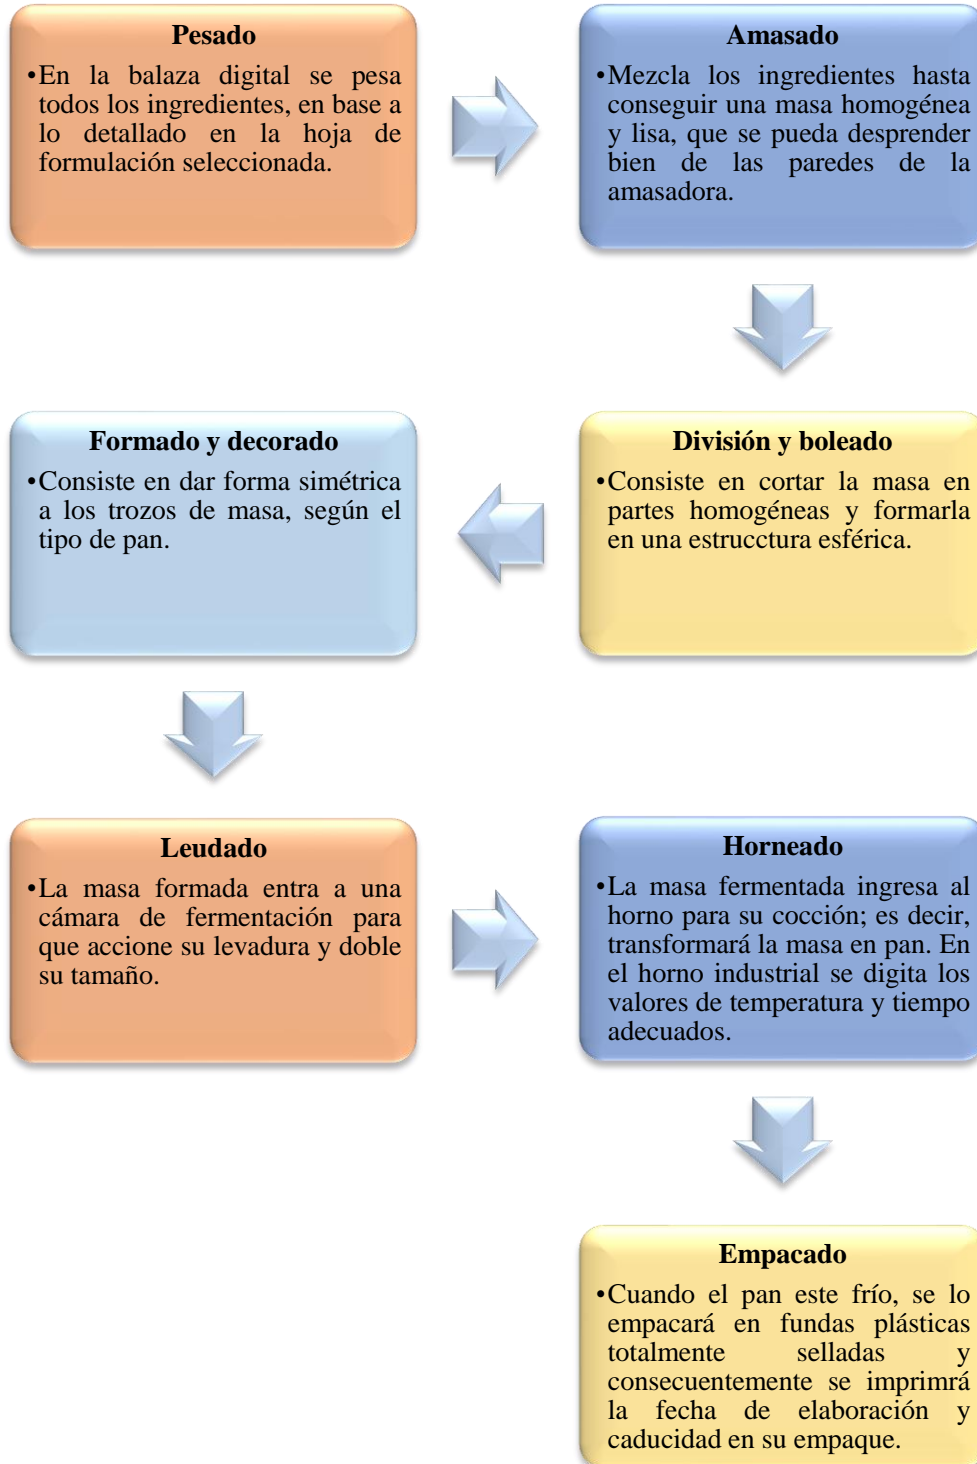 Pesado
•En la balaza digital se pesa
todos los ingredientes, en base a
lo detallado en la hoja de
formulación seleccionada.
Amasado
•Mezcla los ingredientes hasta
conseguir una masa homogénea
y lisa, que se pueda desprender
bien de las paredes de la
amasadora.
División y boleado
•Consiste en cortar la masa en
partes homogéneas y formarla
en una estrucctura esférica.
Formado y decorado
•Consiste en dar forma simétrica
a los trozos de masa, según el
tipo de pan.
Leudado
•La masa formada entra a una
cámara de fermentación para
que accione su levadura y doble
su tamaño.
Horneado
•La masa fermentada ingresa al
horno para su cocción; es decir,
transformará la masa en pan. En
el horno industrial se digita los
valores de temperatura y tiempo
adecuados.
Empacado
•Cuando el pan este frío, se lo
empacará en fundas plásticas
totalmente selladas y
consecuentemente se imprimrá
la fecha de elaboración y
caducidad en su empaque.